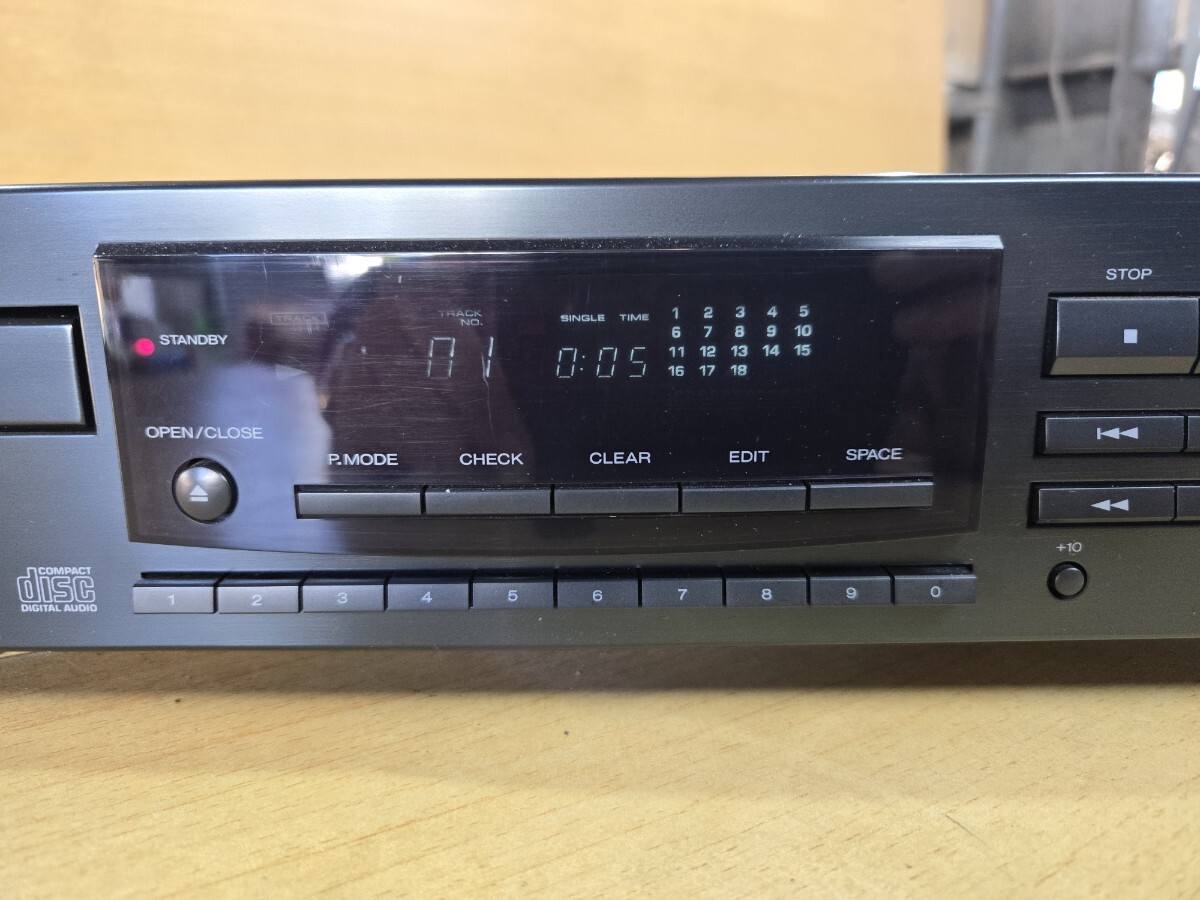 STOP
TRACK
TRACK NO.
SINGLE TIME
1 2 3 4 5
6 7 8 9 10
11 12 13 14 15
16 17 18
STANDBY
01 0:05
OPEN/CLOSE
P.MODE CHECK CLEAR EDIT SPACE
+10
COMPACT
disc
DIGITAL AUDIO
1 2 3 4 5 6 7 8 9 0